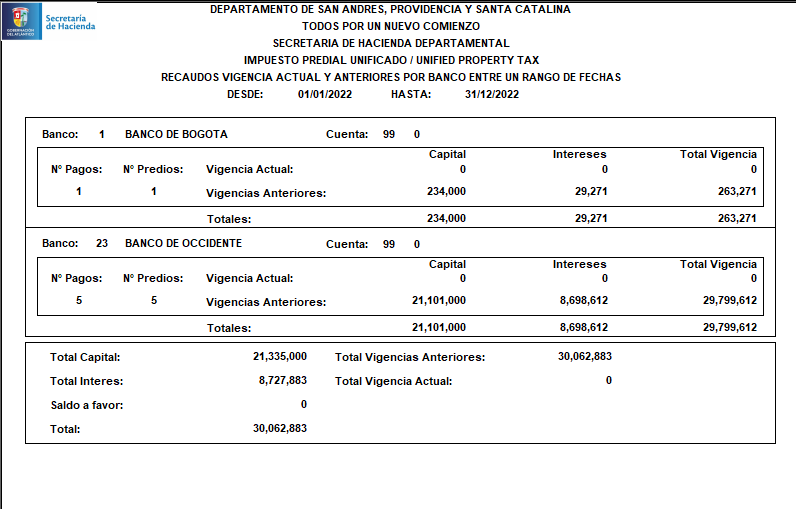 GOBERNACIÓN
DEL ATLÁNTICO
Secretaría
de Hacienda
DEPARTAMENTO DE SAN ANDRES, PROVIDENCIA Y SANTA CATALINA
TODOS POR UN NUEVO COMIENZO
SECRETARIA DE HACIENDA DEPARTAMENTAL
IMPUESTO PREDIAL UNIFICADO / UNIFIED PROPERTY TAX
RECAUDOS VIGENCIA ACTUAL Y ANTERIORES POR BANCO ENTRE UN RANGO DE FECHAS
DESDE: 01/01/2022 HASTA: 31/12/2022
Banco: 1 BANCO DE BOGOTA Cuenta: 99 0
Capital Intereses Total Vigencia
Nº Pagos: Nº Predios: Vigencia Actual: 0 0 0
1 1 Vigencias Anteriores: 234,000 29,271 263,271
Totales: 234,000 29,271 263,271
Banco: 23 BANCO DE OCCIDENTE Cuenta: 99 0
Capital Intereses Total Vigencia
Nº Pagos: Nº Predios: Vigencia Actual: 0 0 0
5 5 Vigencias Anteriores: 21,101,000 8,698,612 29,799,612
Totales: 21,101,000 8,698,612 29,799,612
Total Capital: 21,335,000 Total Vigencias Anteriores: 30,062,883
Total Interes: 8,727,883 Total Vigencia Actual: 0
Saldo a favor: 0
Total: 30,062,883